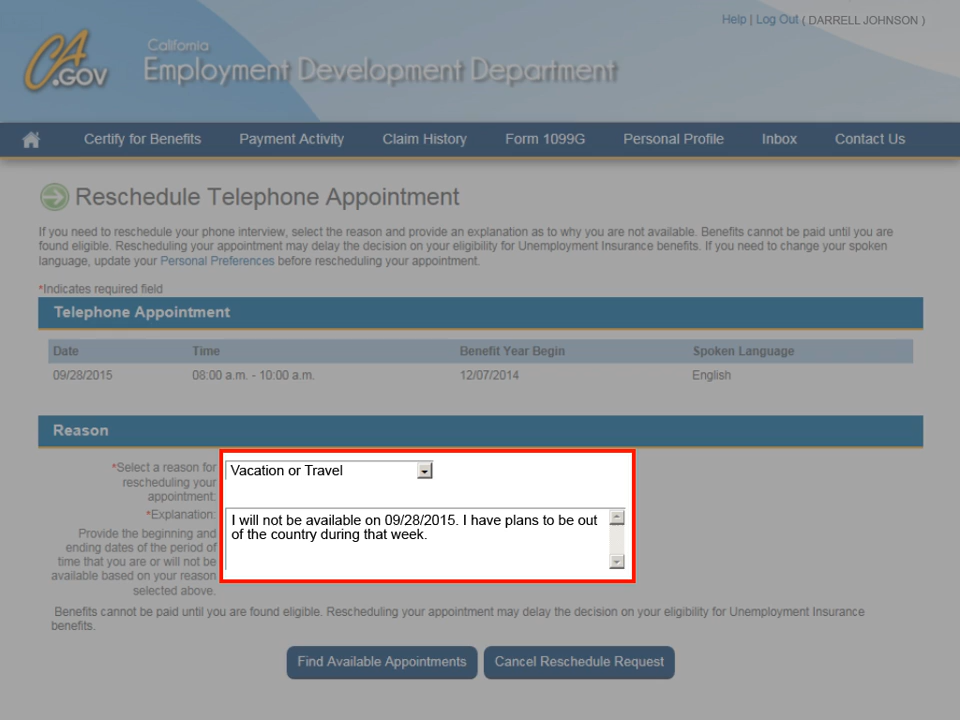 Help | Log Out ( DARRELL JOHNSON )
CA
.GOV
California
Employment Development Department
Certify for Benefits Payment Activity Claim History Form 1099G Personal Profile Inbox Contact Us
Reschedule Telephone Appointment
If you need to reschedule your phone interview, select the reason and provide an explanation as to why you are not available. Benefits cannot be paid until you are
found eligible. Rescheduling your appointment may delay the decision on your eligibility for Unemployment Insurance benefits. If you need to change your spoken
language, update your Personal Preferences before rescheduling your appointment.
*Indicates required field
Telephone Appointment
Date Time Benefit Year Begin Spoken Language
09/28/2015 08:00 a.m. - 10:00 a.m. 12/07/2014 English
Reason
*Select a reason for
rescheduling your
appointment:
Vacation or Travel
*Explanation:
Provide the beginning and
ending dates of the period of
time that you are or will not be
available based on your reason
selected above.
I will not be available on 09/28/2015. I have plans to be out
of the country during that week.
Benefits cannot be paid until you are found eligible. Rescheduling your appointment may delay the decision on your eligibility for Unemployment Insurance
benefits.
Find Available Appointments Cancel Reschedule Request